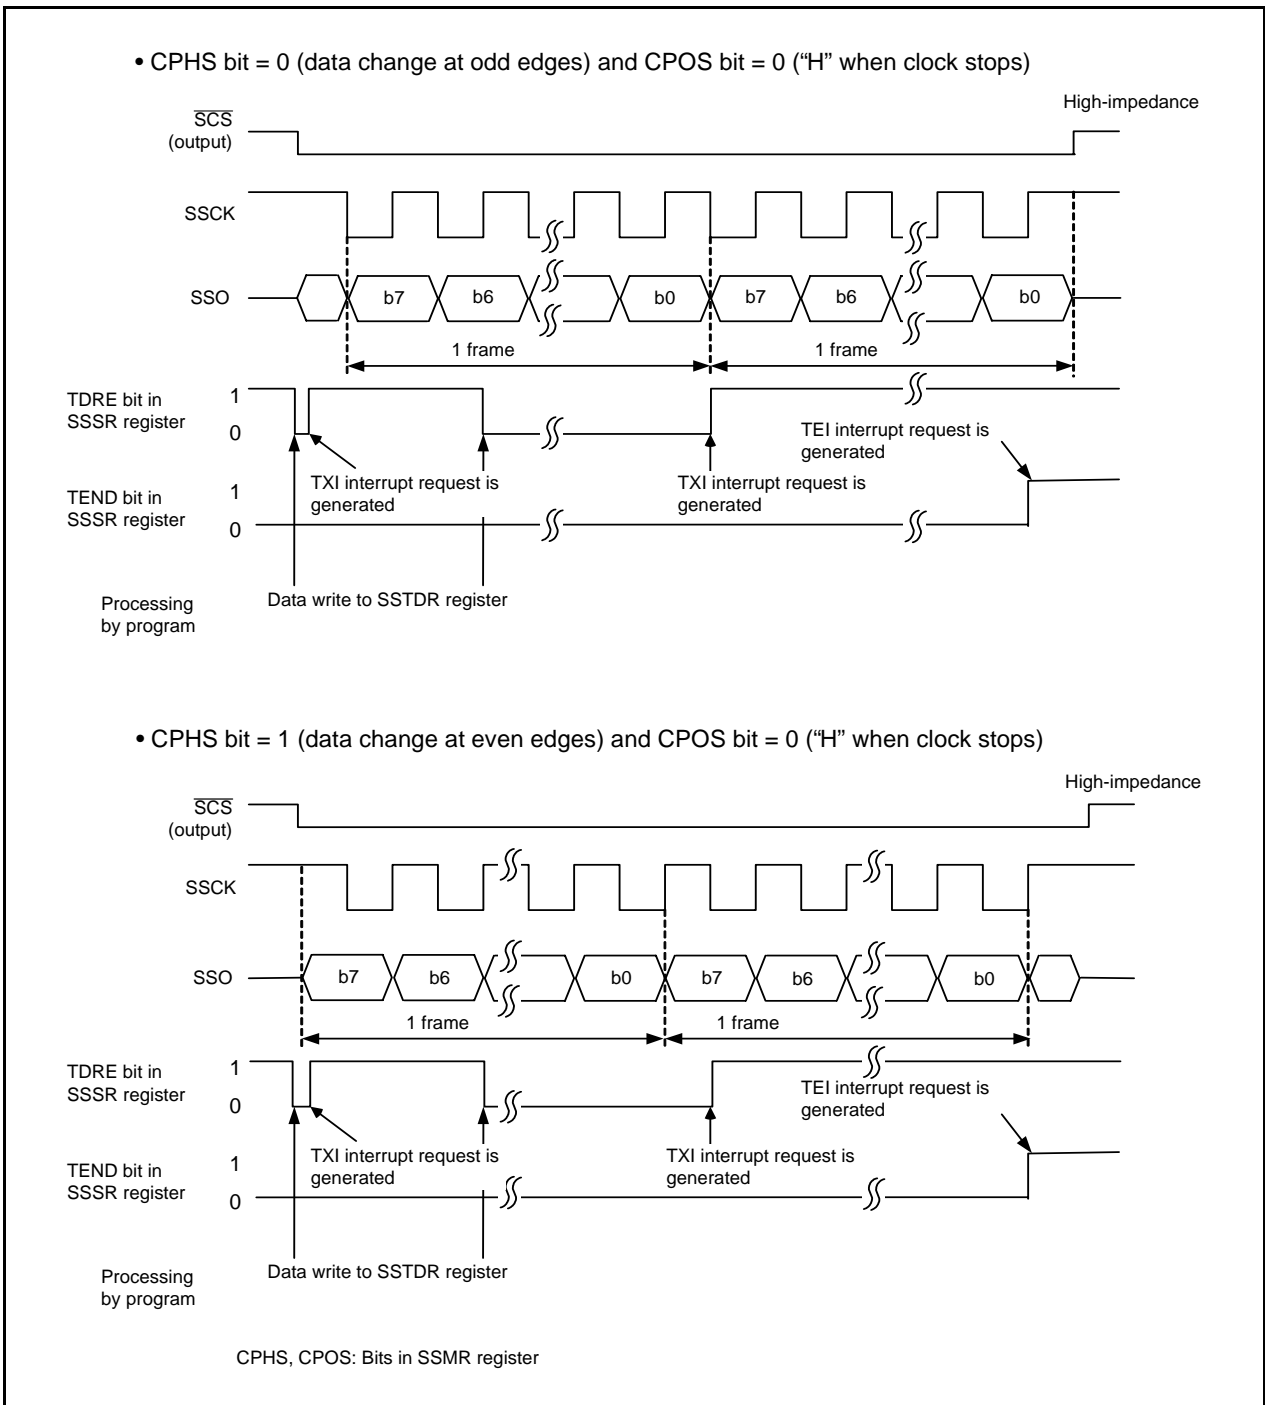 • CPHS bit = 0 (data change at odd edges) and CPOS bit = 0 (“H” when clock stops)
High-impedance
SCS
(output)
SSCK
SSO
b7 b6 b0 b7 b6 b0
1 frame 1 frame
TDRE bit in
SSSR register
1
0
TEI interrupt request is
generated
TXI interrupt request is
generated
TXI interrupt request is
generated
TEND bit in
SSSR register
1
0
Processing
by program
Data write to SSTDR register
• CPHS bit = 1 (data change at even edges) and CPOS bit = 0 (“H” when clock stops)
High-impedance
SCS
(output)
SSCK
SSO
b7 b6 b0 b7 b6 b0
1 frame 1 frame
TDRE bit in
SSSR register
1
0
TEI interrupt request is
generated
TXI interrupt request is
generated
TXI interrupt request is
generated
TEND bit in
SSSR register
1
0
Processing
by program
Data write to SSTDR register
CPHS, CPOS: Bits in SSMR register